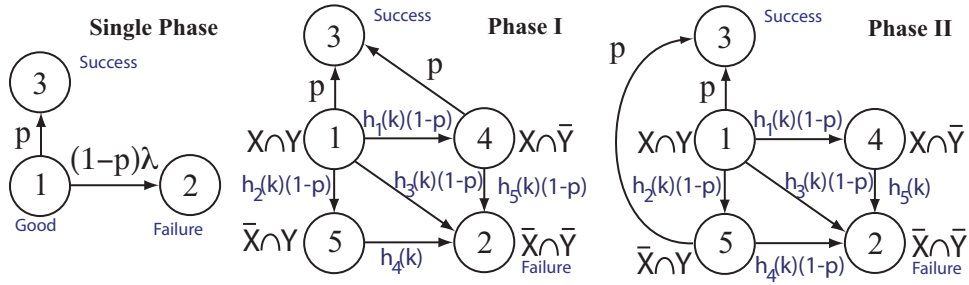 Single Phase
3
Success
p
(1-p)λ
1
2
Good
Failure
Phase I
3
Success
p
p
X∩Y
1
h₁(k)(1-p)
4
X∩Y̅
h₂(k)(1-p)
h₃(k)(1-p)
h₅(k)(1-p)
X̅∩Y
5
h₄(k)
2
X̅∩Y̅
Failure
Phase II
3
Success
p
p
X∩Y
1
h₁(k)(1-p)
4
X∩Y̅
h₂(k)(1-p)
h₃(k)(1-p)
h₅(k)
X̅∩Y
5
h₄(k)(1-p)
2
X̅∩Y̅
Failure